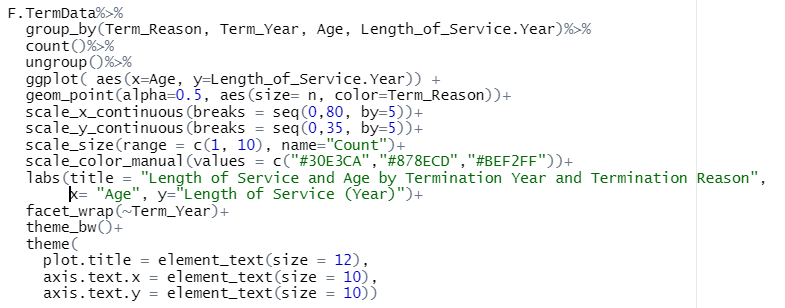 F.TermData%>%
group_by(Term_Reason, Term_Year, Age, Length_of_Service.Year)%>%
count()%>%
ungroup()%>%
ggplot( aes(x=Age, y=Length_of_Service.Year)) +
geom_point(alpha=0.5, aes(size= n, color=Term_Reason))+
scale_x_continuous(breaks = seq(0,80, by=5))+
scale_y_continuous(breaks = seq(0,35, by=5))+
scale_size(range = c(1, 10), name="Count")+
scale_color_manual(values = c("#30E3CA","#878ECD","#BEF2FF"))+
labs(title = "Length of Service and Age by Termination Year and Termination Reason",
x= "Age", y="Length of Service (Year)")+
facet_wrap(~Term_Year)+
theme_bw()+
theme(
plot.title = element_text(size = 12),
axis.text.x = element_text(size = 10),
axis.text.y = element_text(size = 10))